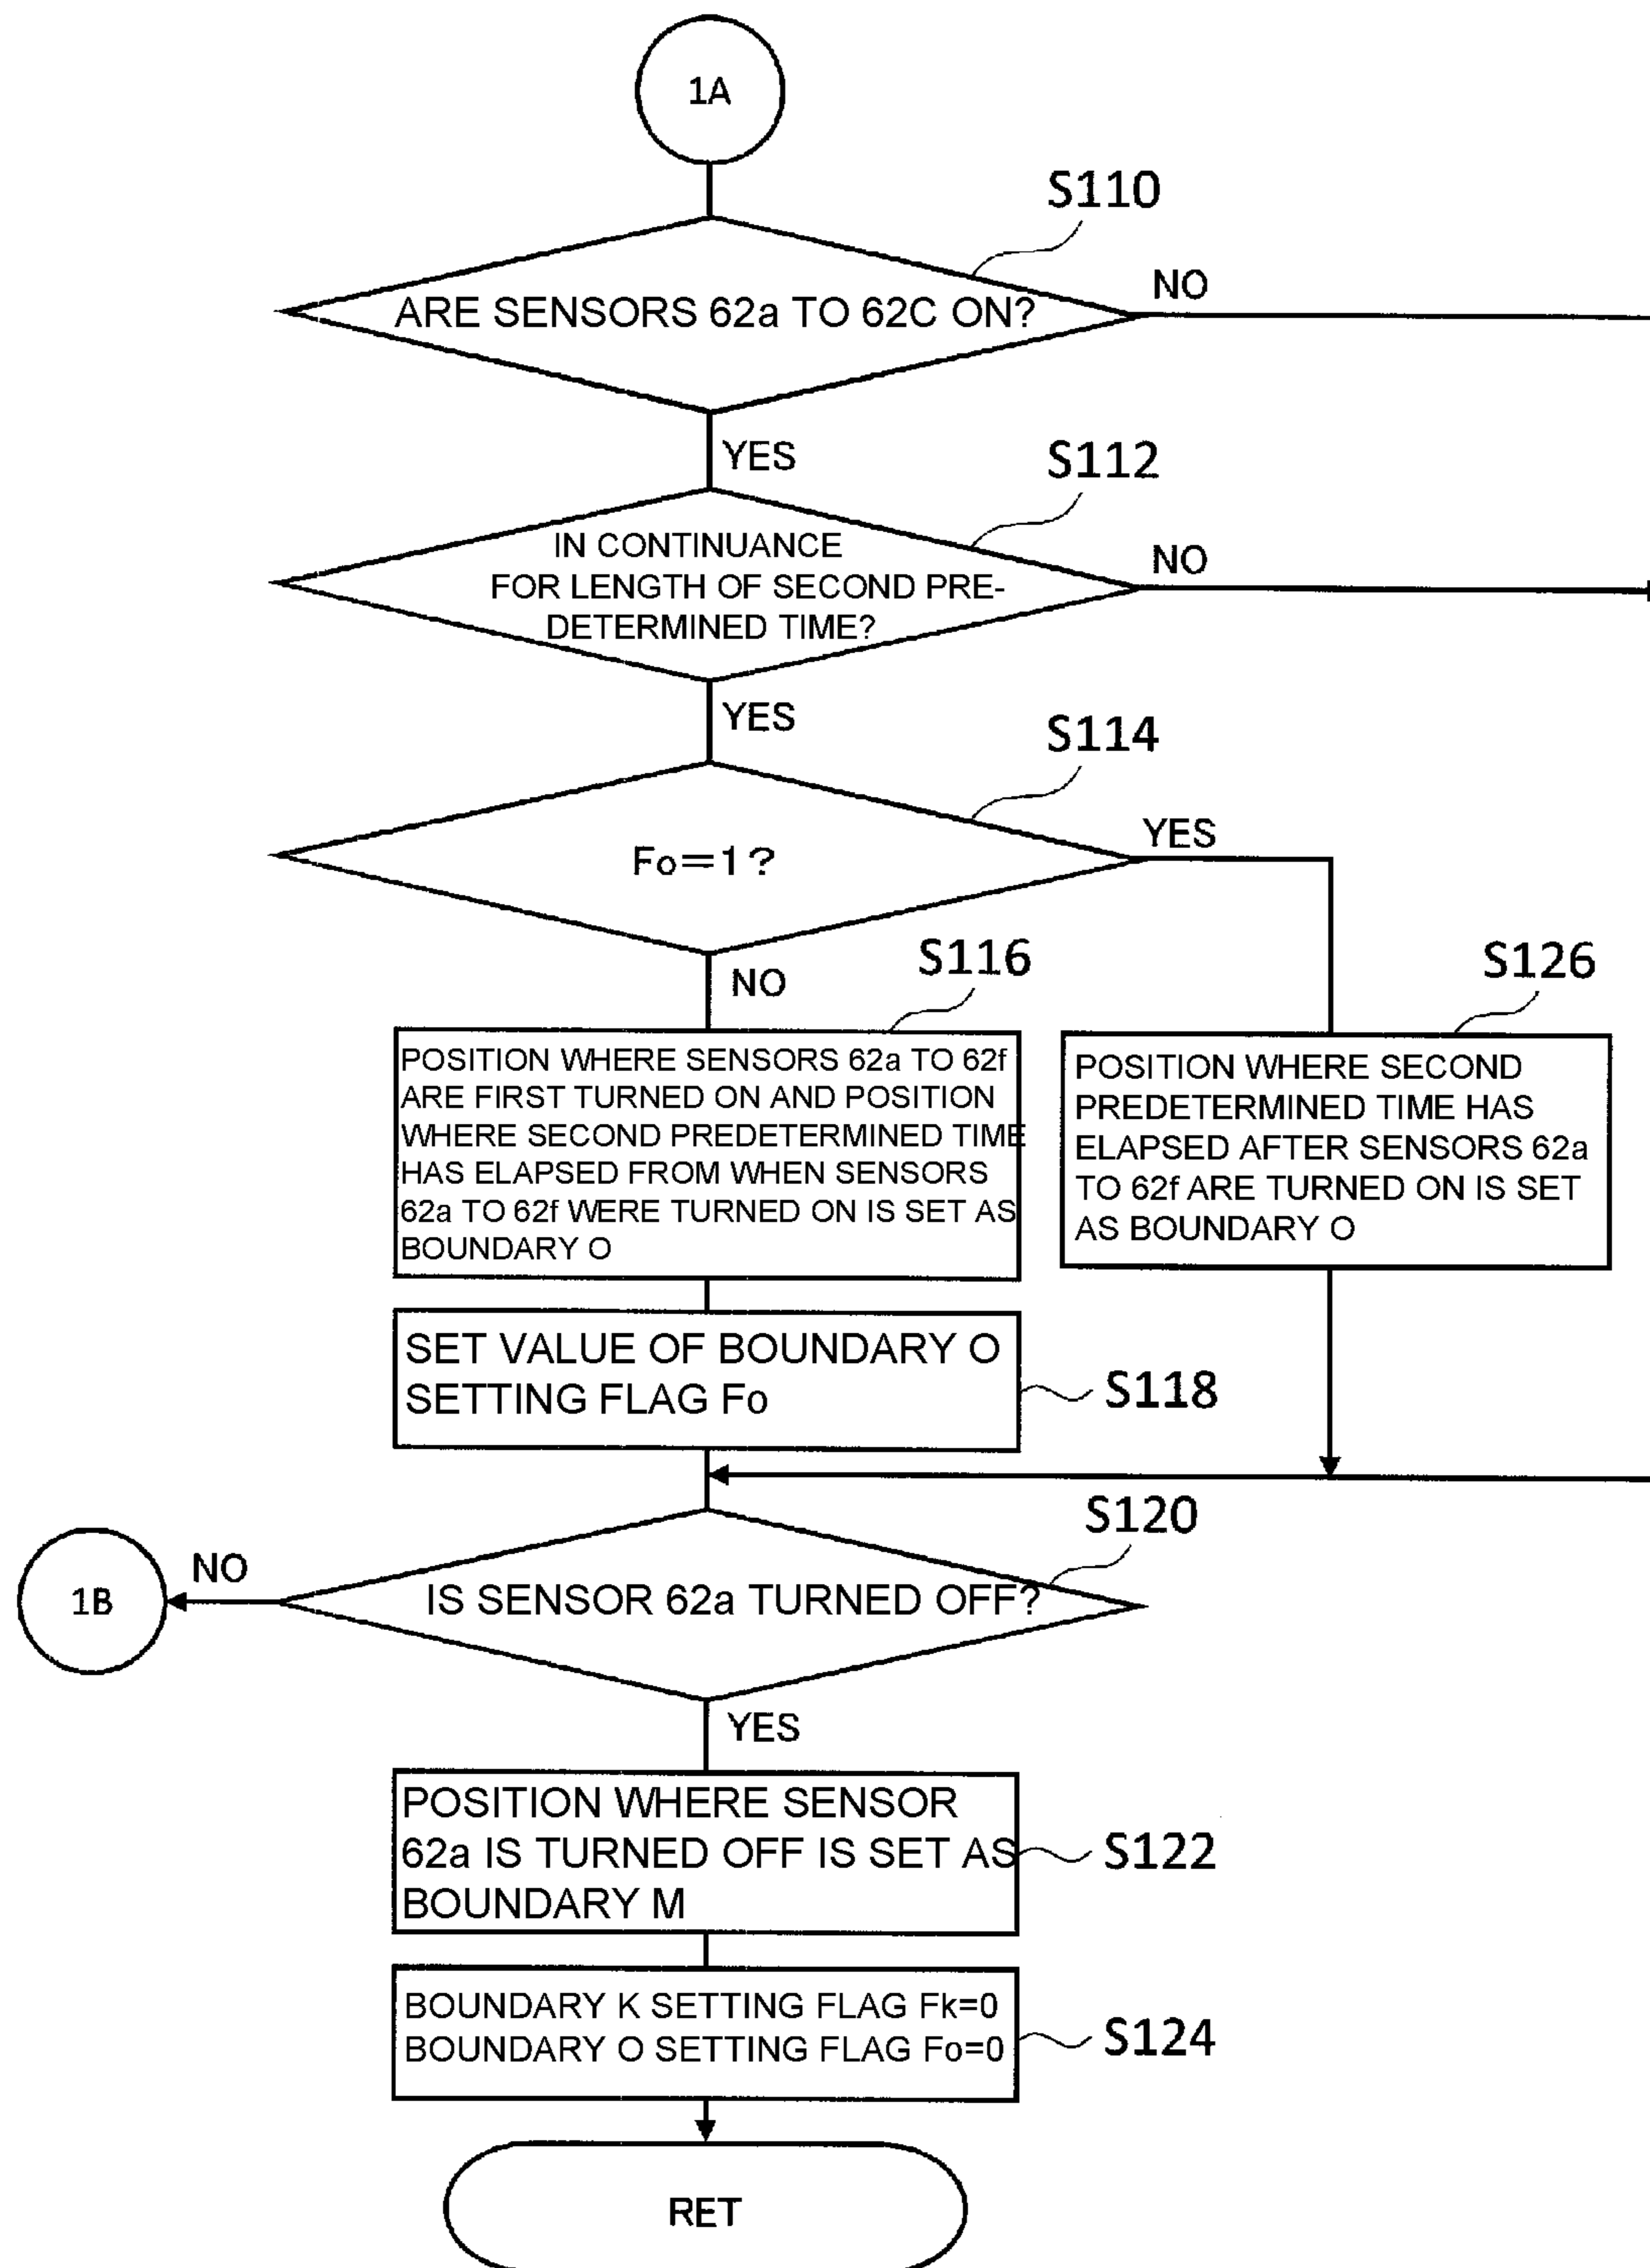 1A
S110
ARE SENSORS 62a TO 62C ON?
NO
YES
S112
IN CONTINUANCE
FOR LENGTH OF SECOND PRE-
DETERMINED TIME?
NO
YES
S114
Fo=1?
YES
NO
S116
POSITION WHERE SENSORS 62a TO 62f
ARE FIRST TURNED ON AND POSITION
WHERE SECOND PREDETERMINED TIME
HAS ELAPSED FROM WHEN SENSORS
62a TO 62f WERE TURNED ON IS SET AS
BOUNDARY O
S126
POSITION WHERE SECOND
PREDETERMINED TIME HAS
ELAPSED AFTER SENSORS 62a
TO 62f ARE TURNED ON IS SET
AS BOUNDARY O
SET VALUE OF BOUNDARY O
SETTING FLAG Fo
S118
S120
IS SENSOR 62a TURNED OFF?
NO
1B
YES
POSITION WHERE SENSOR
62a IS TURNED OFF IS SET AS
BOUNDARY M
S122
BOUNDARY K SETTING FLAG Fk=0
BOUNDARY O SETTING FLAG Fo=0
S124
RET